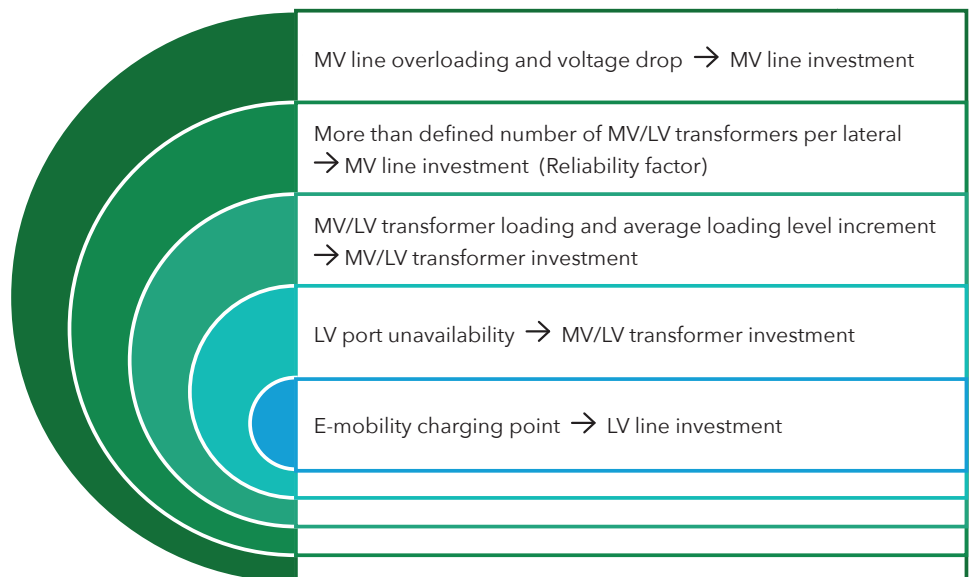 MV line overloading and voltage drop → MV line investment
More than defined number of MV/LV transformers per lateral
→ MV line investment (Reliability factor)
MV/LV transformer loading and average loading level increment
→ MV/LV transformer investment
LV port unavailability → MV/LV transformer investment
E-mobility charging point → LV line investment